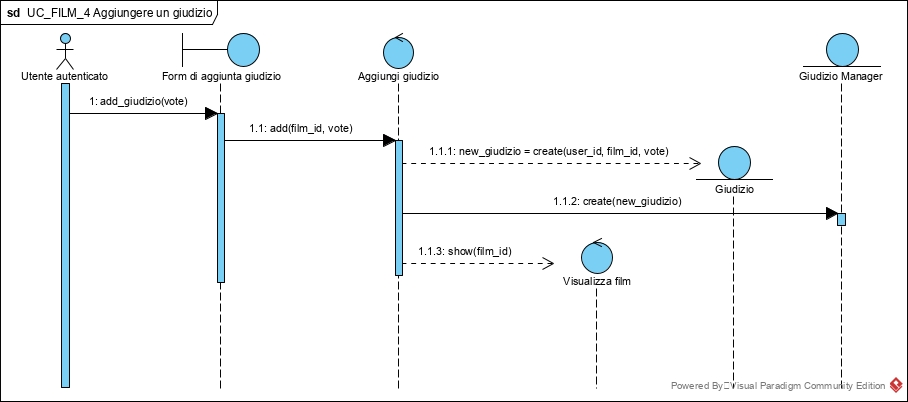 sd UC_FILM_4 Aggiungere un giudizio
Utente autenticato
Form di aggiunta giudizio
Aggiungi giudizio
Giudizio Manager
1: add_giudizio(vote)
1.1: add(film_id, vote)
1.1.1: new_giudizio = create(user_id, film_id, vote)
Giudizio
1.1.2: create(new_giudizio)
1.1.3: show(film_id)
Visualizza film
Powered By Visual Paradigm Community Edition